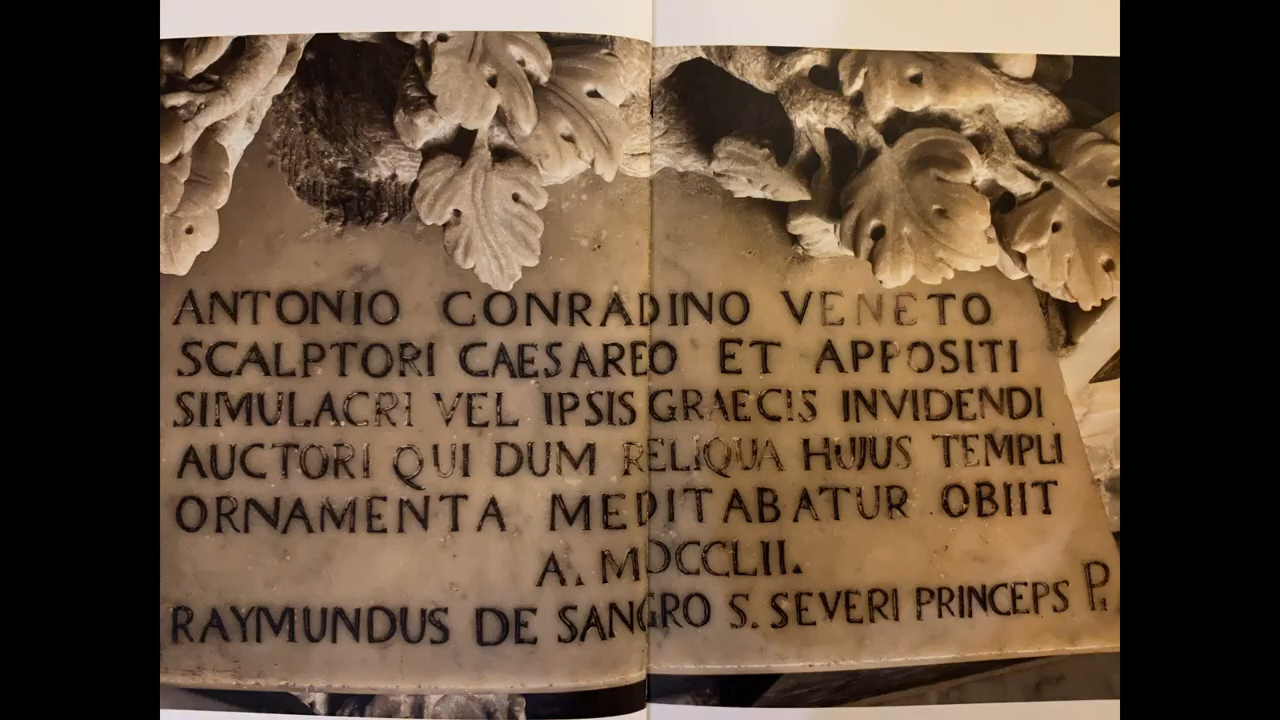 ANTONIO CONRADINO VENETO
SCALPTORI CAESAREO ET APPOSITI
SIMULACRI VEL IPSIS GRAECIS INVIDENDI
AUCTORI QUI DUM RELIQUA HUJUS TEMPLI
ORNAMENTA MEDITABATUR OBIIT
A. MDCCLII.
RAYMUNDUS DE SANGRO S. SEVERI PRINCEPS P.